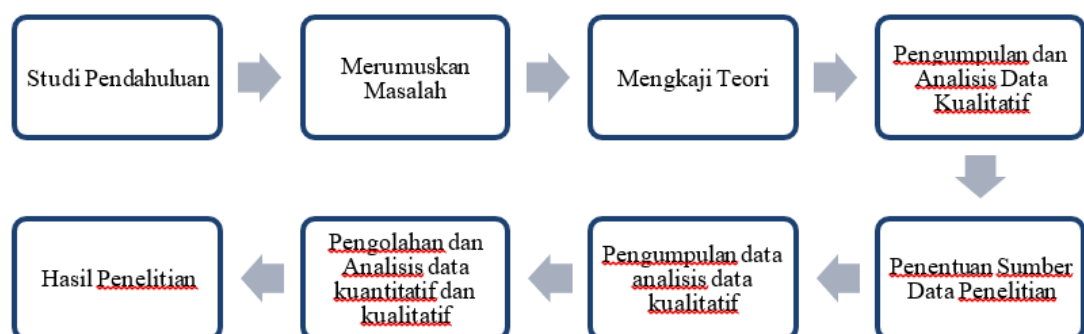 Studi Pendahuluan
Merumuskan
Masalah
Mengkaji Teori
Pengumpulan dan
Analisis Data
Kualitatif
Penentuan Sumber
Data Penelitian
Pengumpulan data
analisis data
kualitatif
Pengolahan dan
Analisis data
kuantitatif dan
kualitatif
Hasil Penelitian